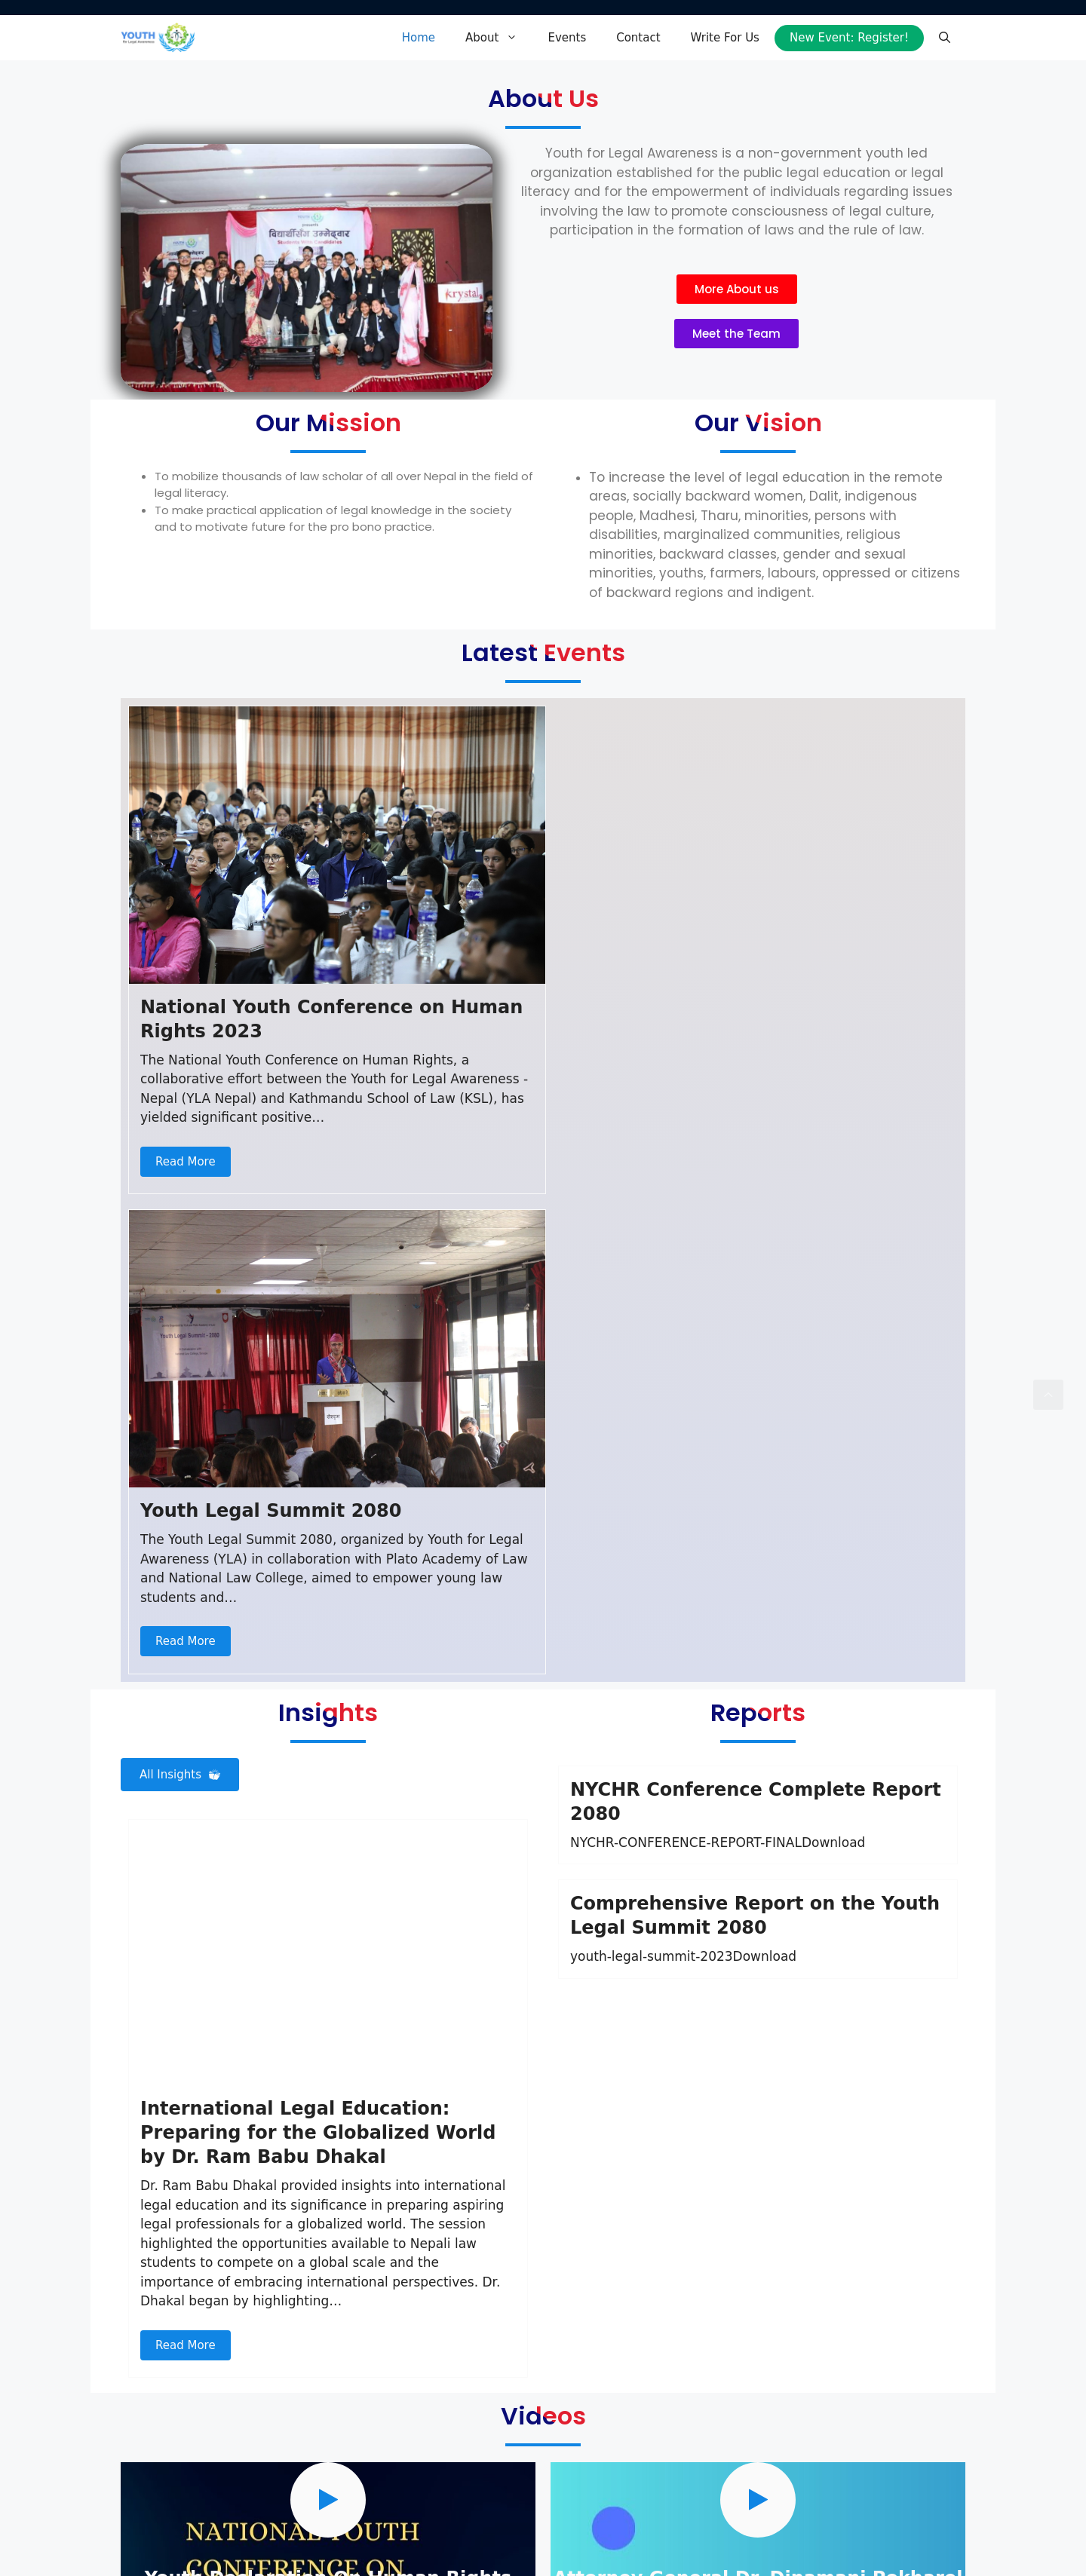 YOUTH
For Legal Awareness
Home
About
Events
Contact
Write For Us
New Event: Register!
About Us
विद्यार्थीसंग उम्मेदवार
krystal
Youth for Legal Awareness is a non-government youth led
organization established for the public legal education or legal
literacy and for the empowerment of individuals regarding issues
involving the law to promote consciousness of legal culture,
participation in the formation of laws and the rule of law.
More About us
Meet the Team
Our Mission
To mobilize thousands of law scholar of all over Nepal in the field of
legal literacy.
To make practical application of legal knowledge in the society
and to motivate future for the pro bono practice.
Our Vision
To increase the level of legal education in the remote
areas, socially backward women, Dalit, indigenous
people, Madhesi, Tharu, minorities, persons with
disabilities, marginalized communities, religious
minorities, backward classes, gender and sexual
minorities, youths, farmers, labours, oppressed or citizens
of backward regions and indigent.
Latest Events
National Youth Conference on Human
Rights 2023
The National Youth Conference on Human Rights, a
collaborative effort between the Youth for Legal Awareness -
Nepal (YLA Nepal) and Kathmandu School of Law (KSL), has
yielded significant positive…
Read More
Youth Legal Summit - 2080
Youth Legal Summit 2080
The Youth Legal Summit 2080, organized by Youth for Legal
Awareness (YLA) in collaboration with Plato Academy of Law
and National Law College, aimed to empower young law
students and…
Read More
Insights
All Insights
International Legal Education:
Preparing for the Globalized World
by Dr. Ram Babu Dhakal
Dr. Ram Babu Dhakal provided insights into international
legal education and its significance in preparing aspiring
legal professionals for a globalized world. The session
highlighted the opportunities available to Nepali law
students to compete on a global scale and the
importance of embracing international perspectives. Dr.
Dhakal began by highlighting…
Read More
Reports
NYCHR Conference Complete Report
2080
NYCHR-CONFERENCE-REPORT-FINALDownload
Comprehensive Report on the Youth
Legal Summit 2080
youth-legal-summit-2023Download
Videos
NATIONAL YOUTH
CONFERENCE ON
Youth Declaration On Human Rights
Attorney General Dr. Dinamani Pokharel